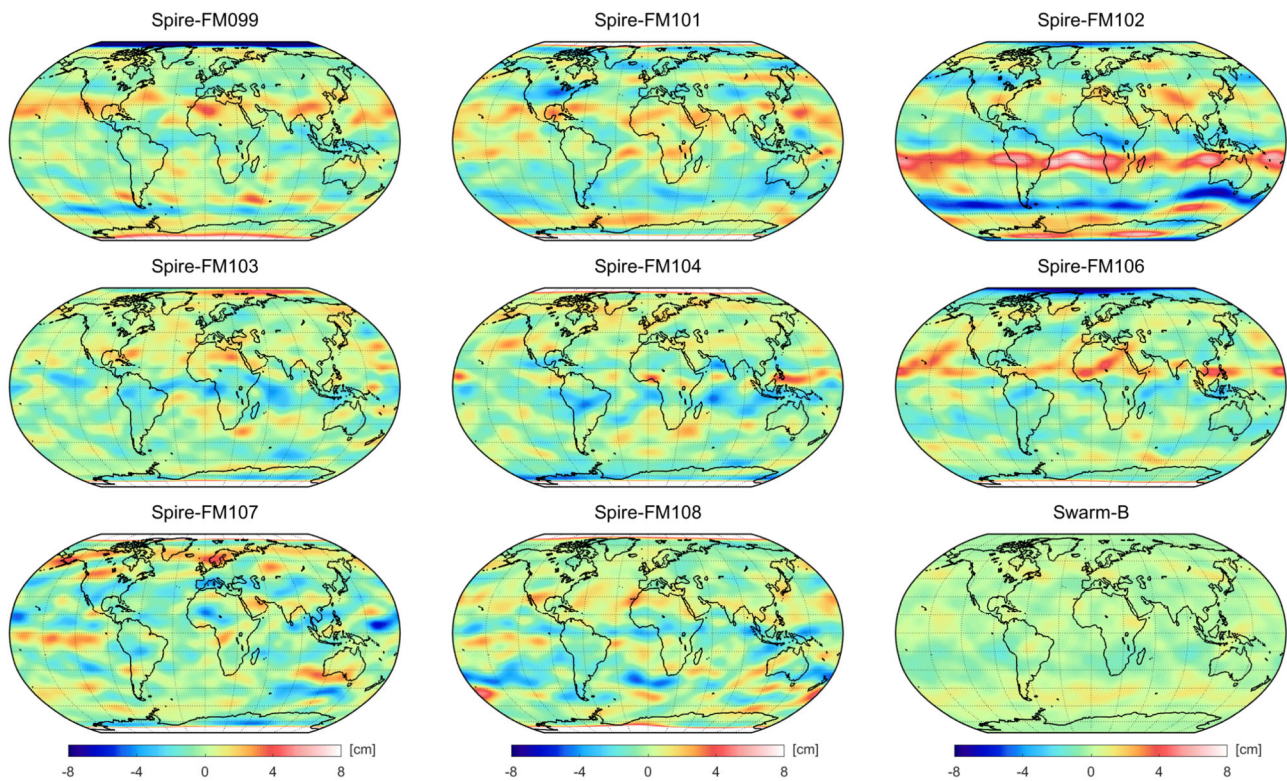 Spire-FM099 Spire-FM101 Spire-FM102
Spire-FM103 Spire-FM104 Spire-FM106
Spire-FM107 Spire-FM108 Swarm-B
[cm] [cm] [cm]
-8 -4 0 4 8 -8 -4 0 4 8 -8 -4 0 4 8